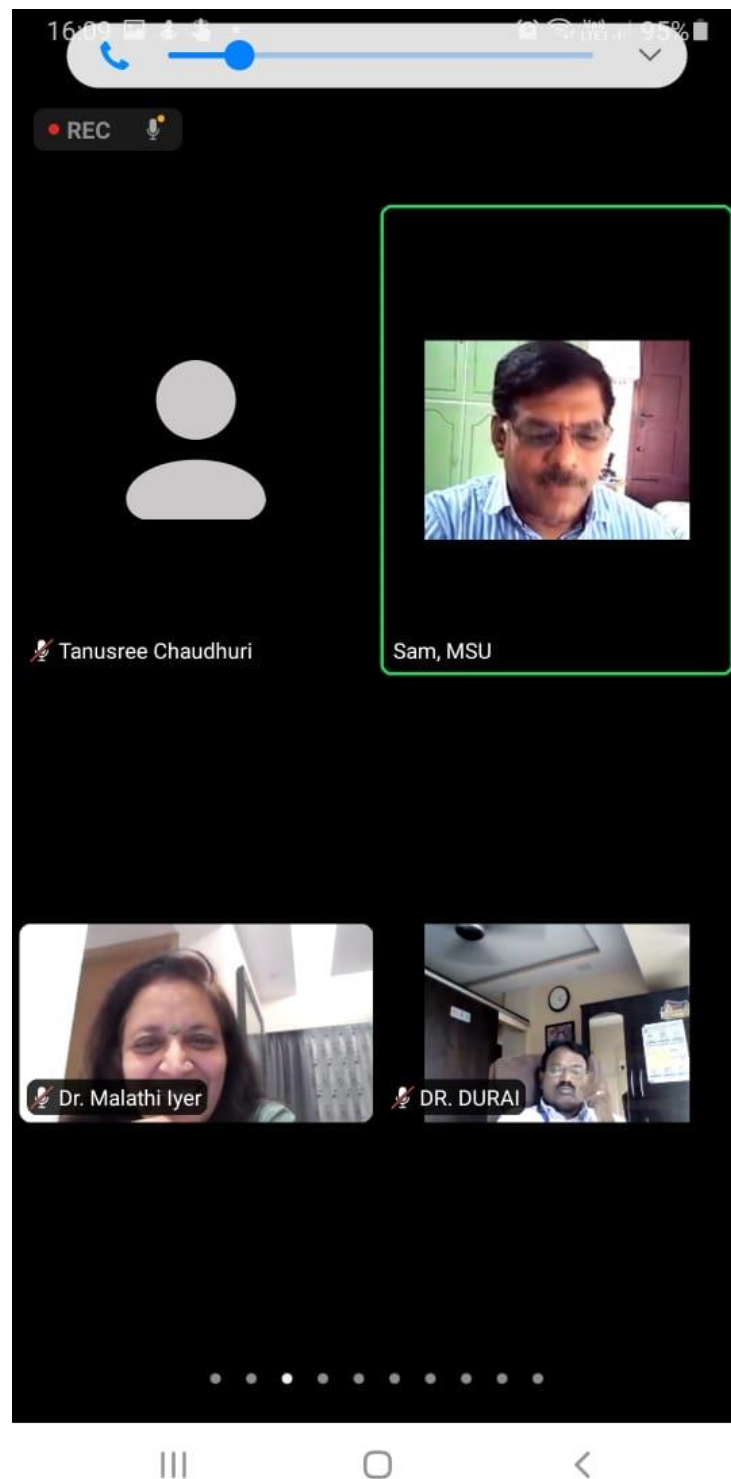 16:09 95%
REC
Tanusree Chaudhuri
Sam, MSU
Dr. Malathi Iyer
DR. DURAI